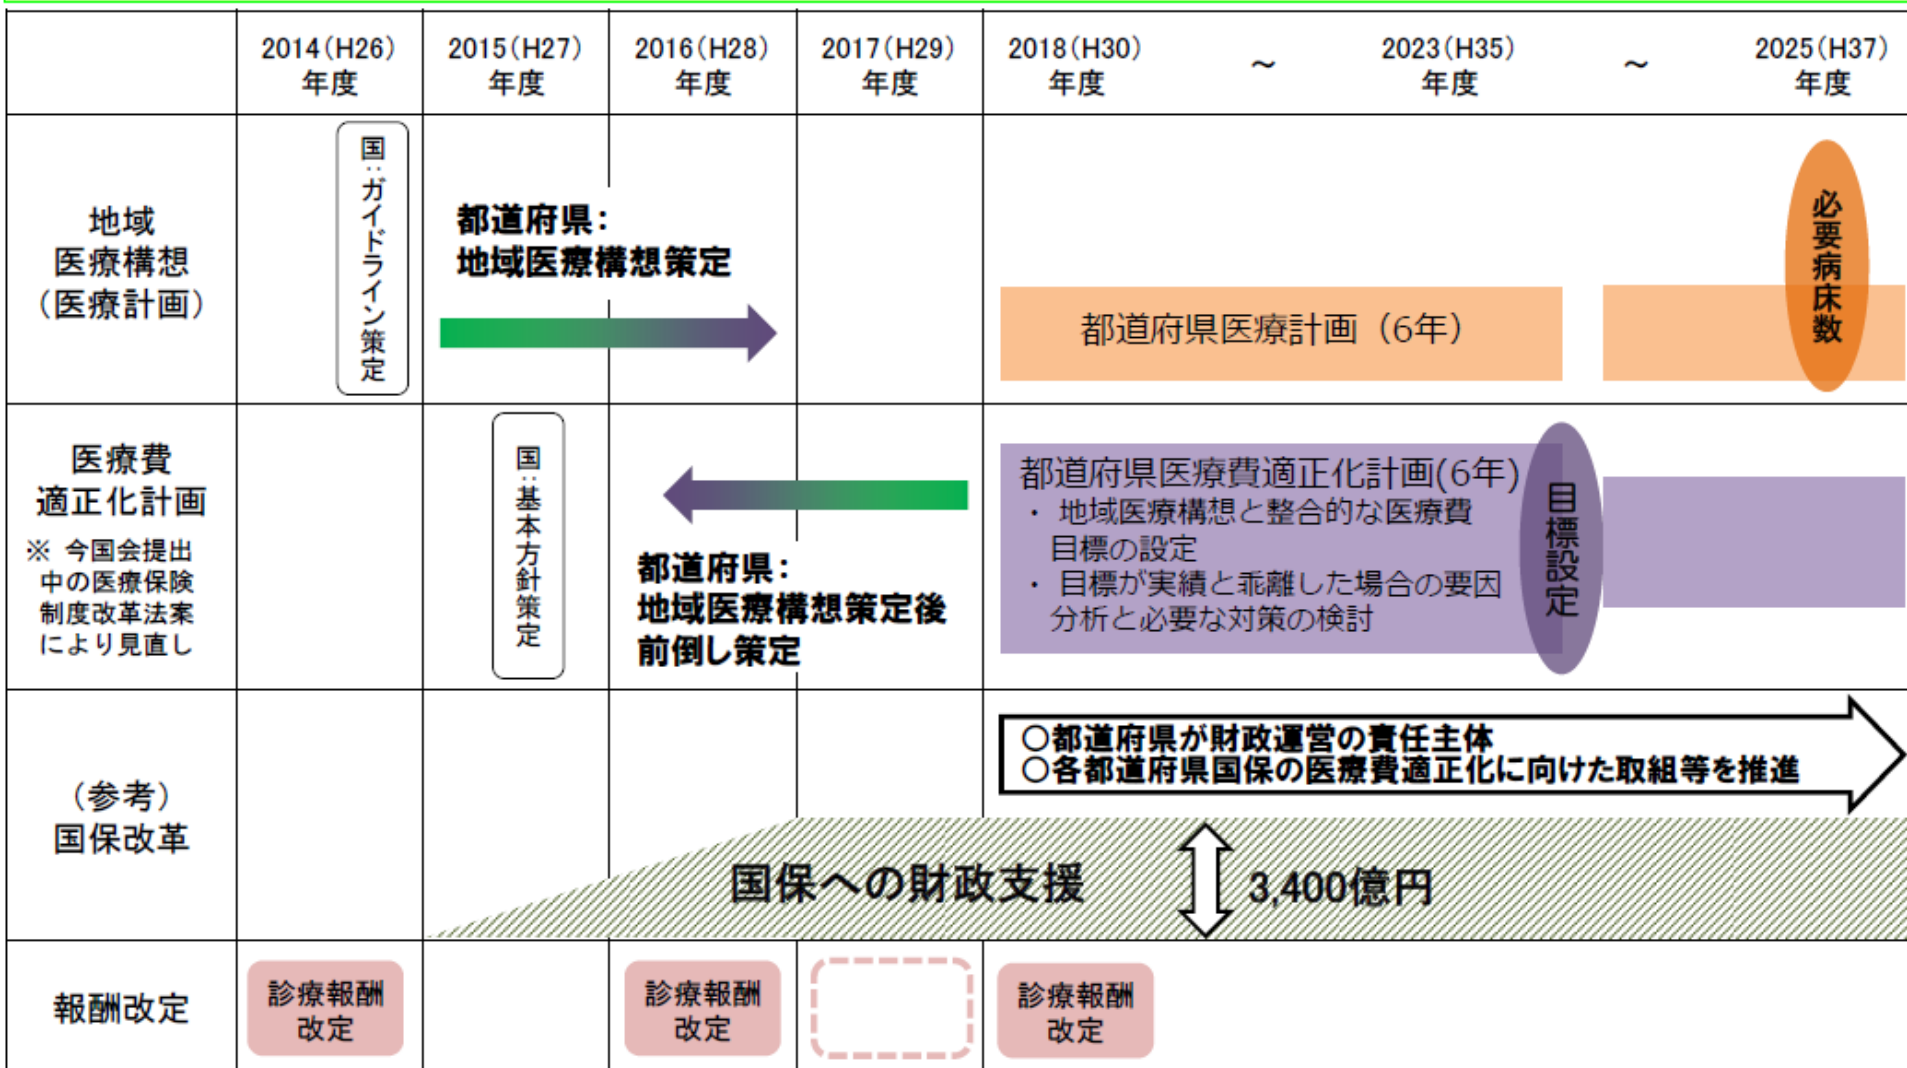 2014(H26)
年度
2015(H27)
年度
2016(H28)
年度
2017(H29)
年度
2018(H30)
年度
～
2023(H35)
年度
～
2025(H37)
年度
地域
医療構想
(医療計画)
国:ガイドライン策定
都道府県:
地域医療構想策定
都道府県医療計画（6年）
必要病床数
医療費
適正化計画
※ 今国会提出
中の医療保険
制度改革法案
により見直し
国:基本方針策定
都道府県:
地域医療構想策定後
前倒し策定
都道府県医療費適正化計画(6年)
・ 地域医療構想と整合的な医療費
目標の設定
・ 目標が実績と乖離した場合の要因
分析と必要な対策の検討
目標設定
(参考)
国保改革
○都道府県が財政運営の責任主体
○各都道府県国保の医療費適正化に向けた取組等を推進
国保への財政支援
3,400億円
報酬改定
診療報酬
改定
診療報酬
改定
診療報酬
改定